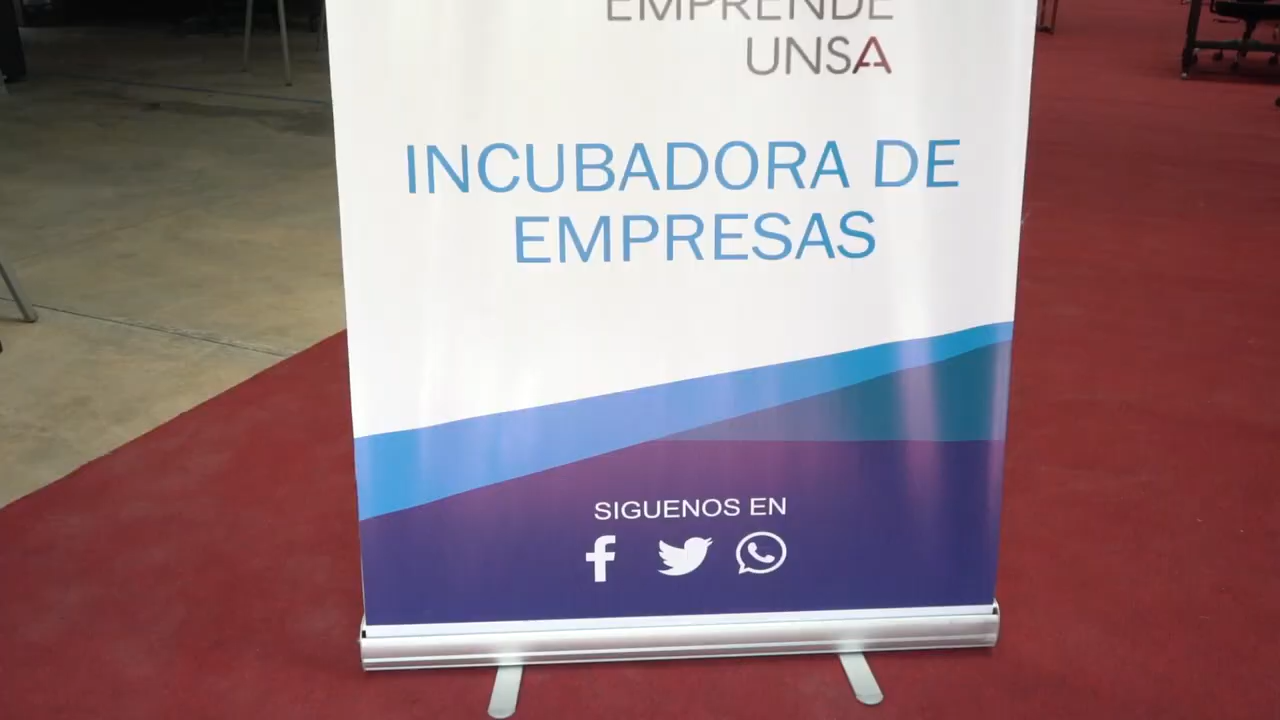 EMPRENDE
UNSA
INCUBADORA DE
EMPRESAS
SIGUENOS EN